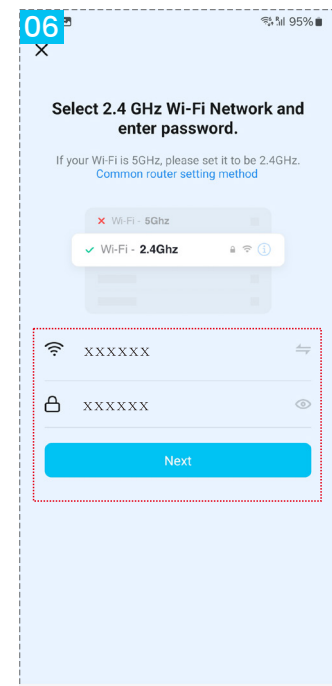 06
95%
Select 2.4 GHz Wi-Fi Network and
enter password.
If your Wi-Fi is 5GHz, please set it to be 2.4GHz.
Common router setting method
Wi-Fi - 5Ghz
Wi-Fi - 2.4Ghz
xxxxxx
xxxxxx
Next